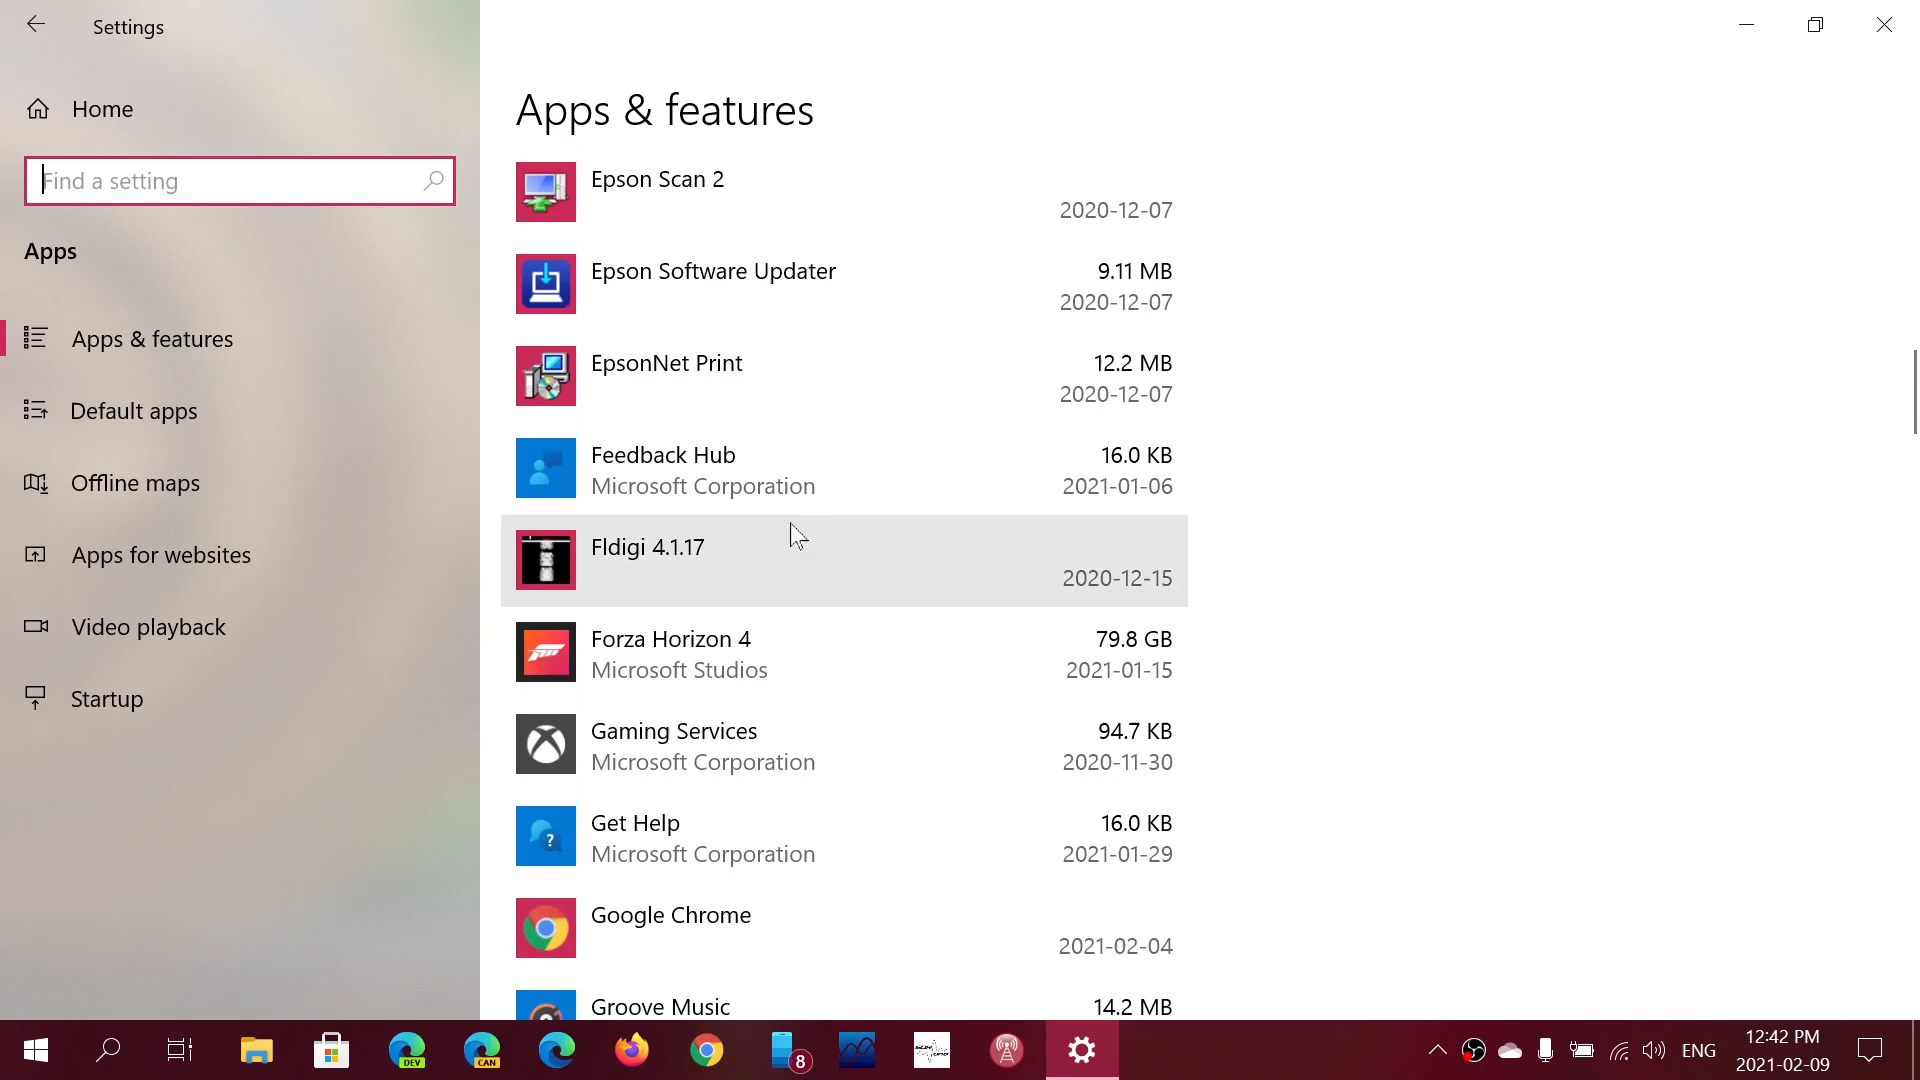 Settings
Home
Find a setting
Apps
Apps & features
Default apps
Offline maps
Apps for websites
Video playback
Startup
Apps & features
Epson Scan 2
2020-12-07
Epson Software Updater 9.11 MB
2020-12-07
EpsonNet Print 12.2 MB
2020-12-07
Feedback Hub 16.0 KB
Microsoft Corporation 2021-01-06
Fldigi 4.1.17
2020-12-15
Forza Horizon 4 79.8 GB
Microsoft Studios 2021-01-15
Gaming Services 94.7 KB
Microsoft Corporation 2020-11-30
Get Help 16.0 KB
Microsoft Corporation 2021-01-29
Google Chrome
2021-02-04
Groove Music 14.2 MB
DEV
CAN
8
ENG
12:42 PM
2021-02-09